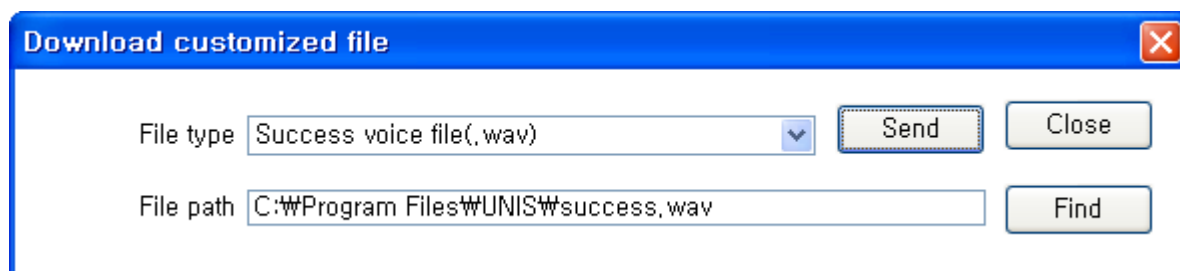 Download customized file
File type Success voice file(.wav) Send Close
File path C:₩Program Files₩UNIS₩success.wav Find